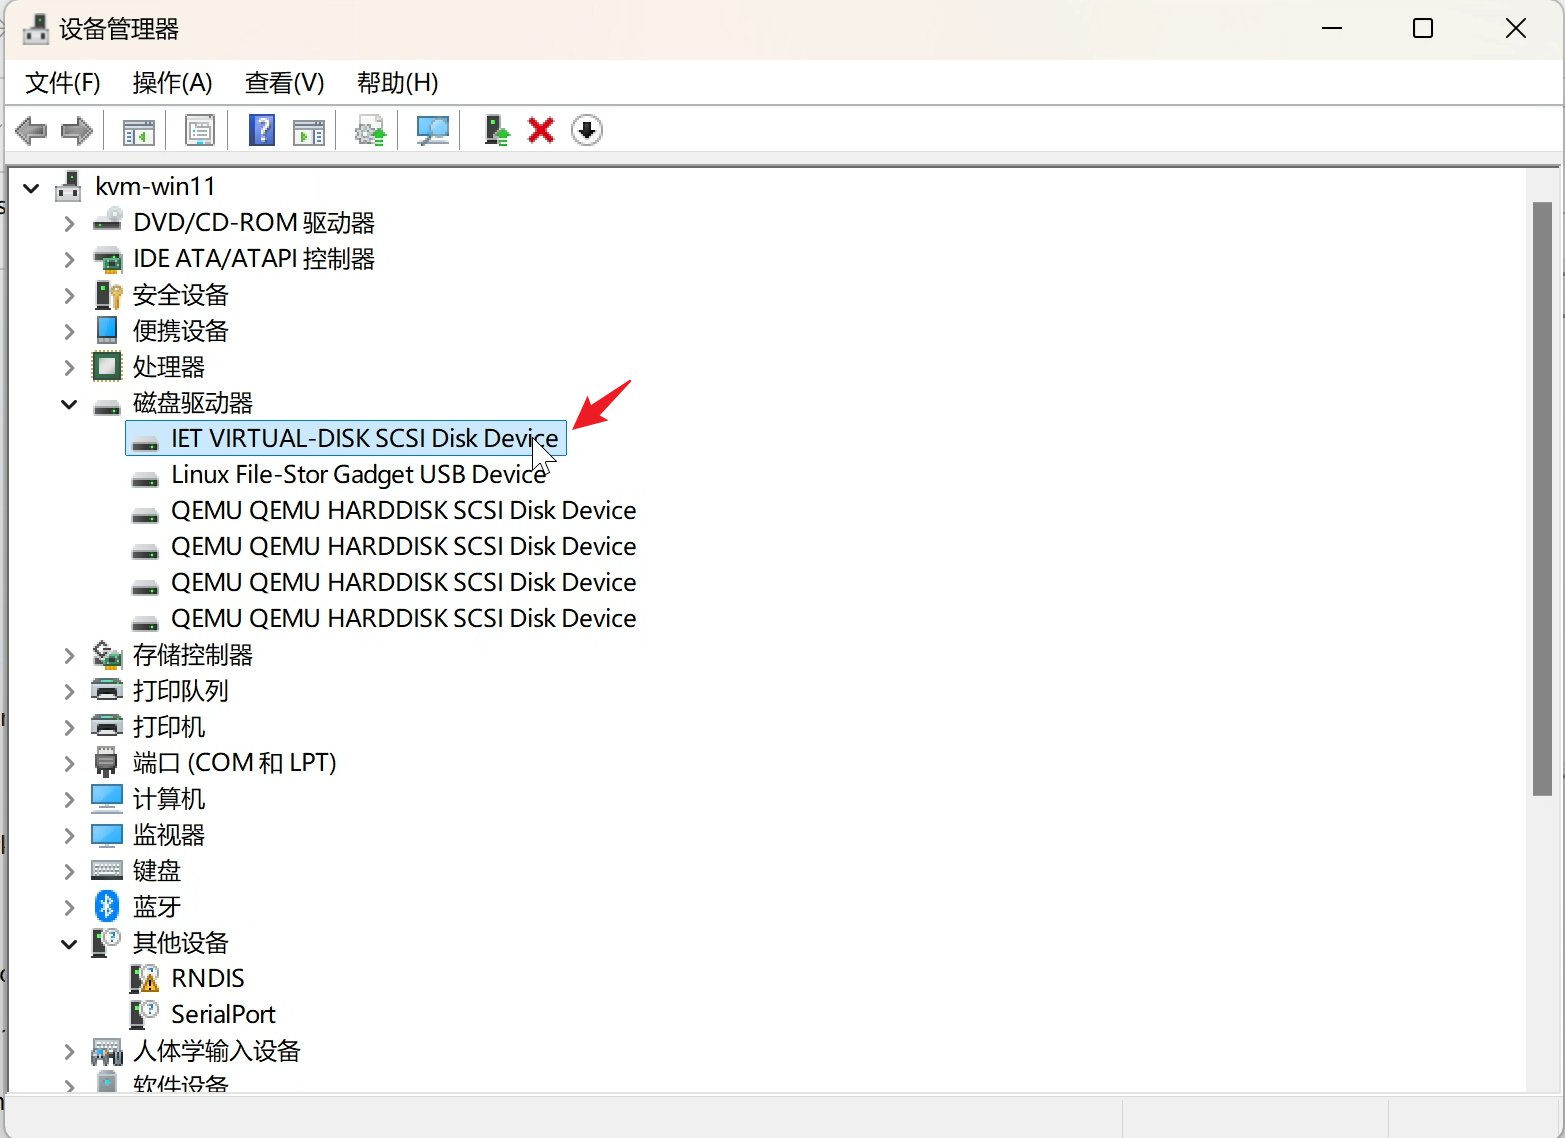 设备管理器
文件(F) 操作(A) 查看(V) 帮助(H)
kvm-win11
DVD/CD-ROM 驱动器
IDE ATA/ATAPI 控制器
安全设备
便携设备
处理器
磁盘驱动器
IET VIRTUAL-DISK SCSI Disk Device
Linux File-Stor Gadget USB Device
QEMU QEMU HARDDISK SCSI Disk Device
QEMU QEMU HARDDISK SCSI Disk Device
QEMU QEMU HARDDISK SCSI Disk Device
QEMU QEMU HARDDISK SCSI Disk Device
存储控制器
打印队列
打印机
端口 (COM 和 LPT)
计算机
监视器
键盘
蓝牙
其他设备
RNDIS
SerialPort
人体学输入设备
软件设备